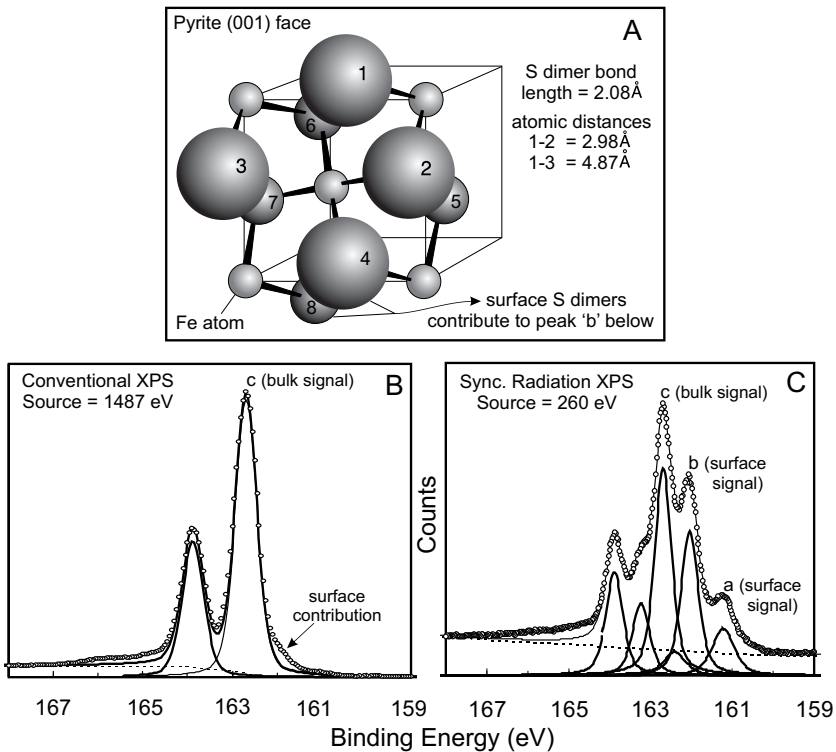 Pyrite (001) face
A
S dimer bond
length = 2.08Å
atomic distances
1-2 = 2.98Å
1-3 = 4.87Å
1
6
3
2
7
5
4
8
Fe atom
surface S dimers
contribute to peak ‘b’ below
Conventional XPS
Source = 1487 eV
c (bulk signal)
B
surface
contribution
167
165
163
161
159
Sync. Radiation XPS
Source = 260 eV
C
c (bulk signal)
b (surface
signal)
a (surface
signal)
Counts
167
165
163
161
159
Binding Energy (eV)